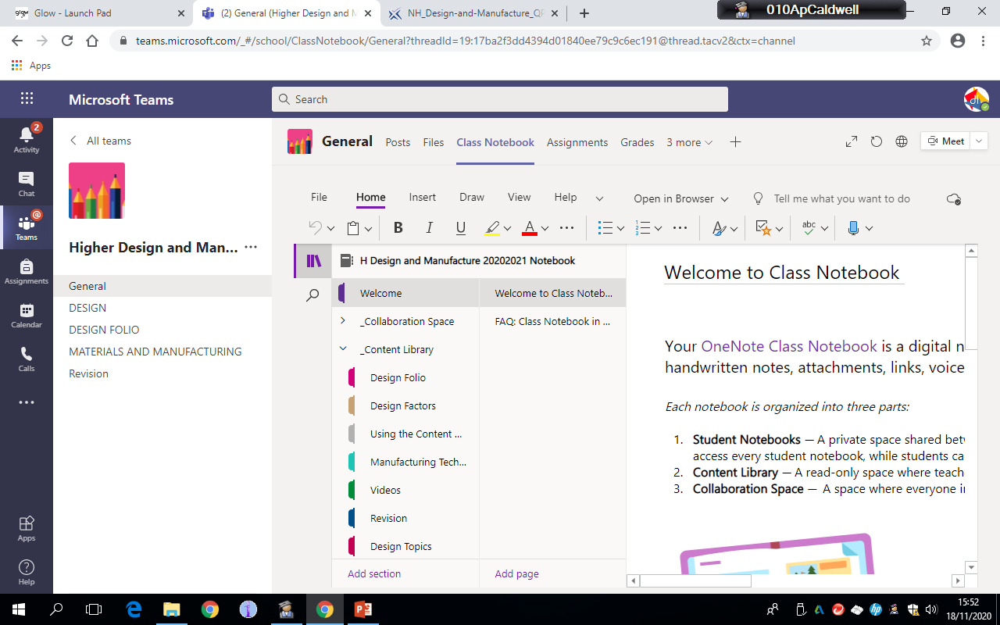 Glow - Launch Pad
(2) General (Higher Design and M
NH_Design-and-Manufacture_QP
010ApCaldwell
teams.microsoft.com/_#/school/ClassNotebook/General?threadId=19:17ba2f3dd4394d01840ee79c9c6ec191@thread.tacv2&ctx=channel
Apps
Microsoft Teams
Search
2
Activity
Chat
@
Teams
Assignments
Calendar
Calls
Apps
Help
All teams
Higher Design and Man... ...
General
DESIGN
DESIGN FOLIO
MATERIALS AND MANUFACTURING
Revision
General Posts Files Class Notebook Assignments Grades 3 more
Meet
File Home Insert Draw View Help Open in Browser Tell me what you want to do
B I U A abc
H Design and Manufacture 20202021 Notebook
Welcome
_Collaboration Space
_Content Library
Design Folio
Design Factors
Using the Content ...
Manufacturing Tech...
Videos
Revision
Design Topics
Add section
Welcome to Class Noteb...
FAQ: Class Notebook in ...
Add page
Welcome to Class Notebook
Your OneNote Class Notebook is a digital n
handwritten notes, attachments, links, voice
Each notebook is organized into three parts:
1. Student Notebooks — A private space shared bet
access every student notebook, while students ca
2. Content Library — A read-only space where teach
3. Collaboration Space — A space where everyone i
15:52
18/11/2020